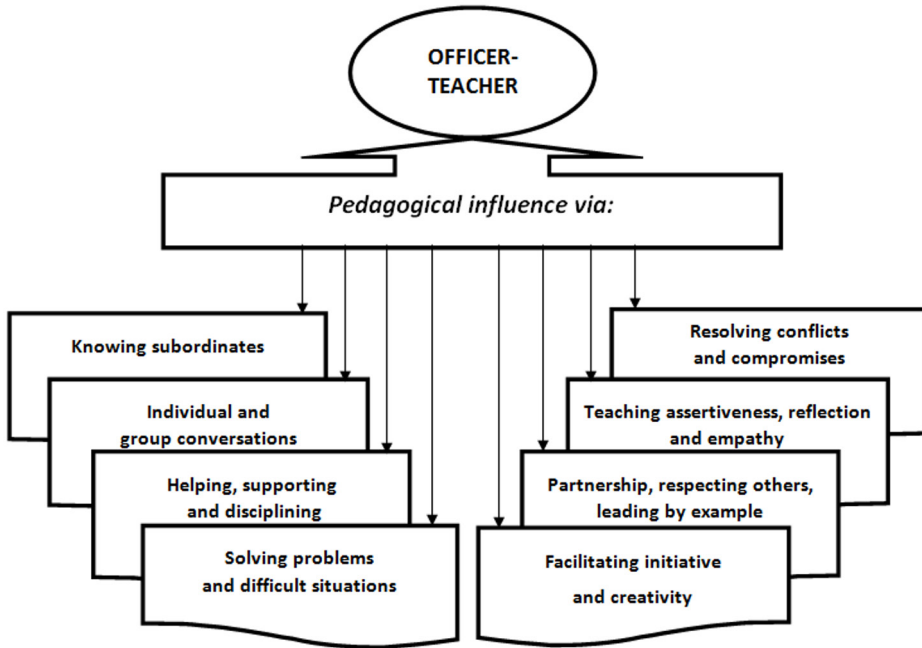 OFFICER-
TEACHER
Pedagogical influence via:
Knowing subordinates
Individual and
group conversations
Helping, supporting
and disciplining
Solving problems
and difficult situations
Resolving conflicts
and compromises
Teaching assertiveness, reflection
and empathy
Partnership, respecting others,
leading by example
Facilitating initiative
and creativity